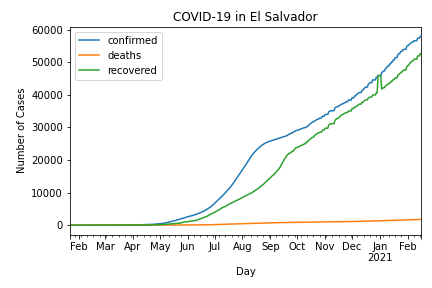 COVID-19 in El Salvador
60000
50000
40000
30000
20000
10000
0
Number of Cases
confirmed
deaths
recovered
Feb Mar Apr May Jun Jul Aug Sep Oct Nov Dec Jan Feb
2021
Day